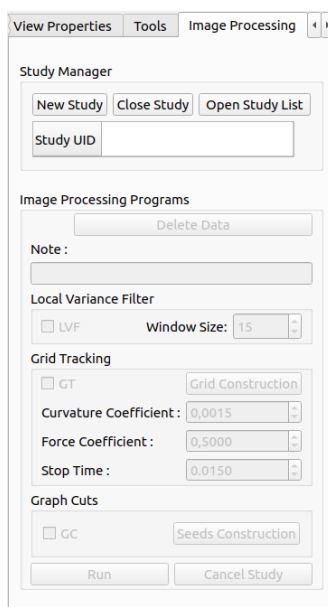 View Properties Tools Image Processing
Study Manager
New Study Close Study Open Study List
Study UID
Image Processing Programs
Delete Data
Note :
Local Variance Filter
LVF Window Size: 15
Grid Tracking
GT Grid Construction
Curvature Coefficient : 0,0015
Force Coefficient : 0,5000
Stop Time : 0.0150
Graph Cuts
GC Seeds Construction
Run Cancel Study